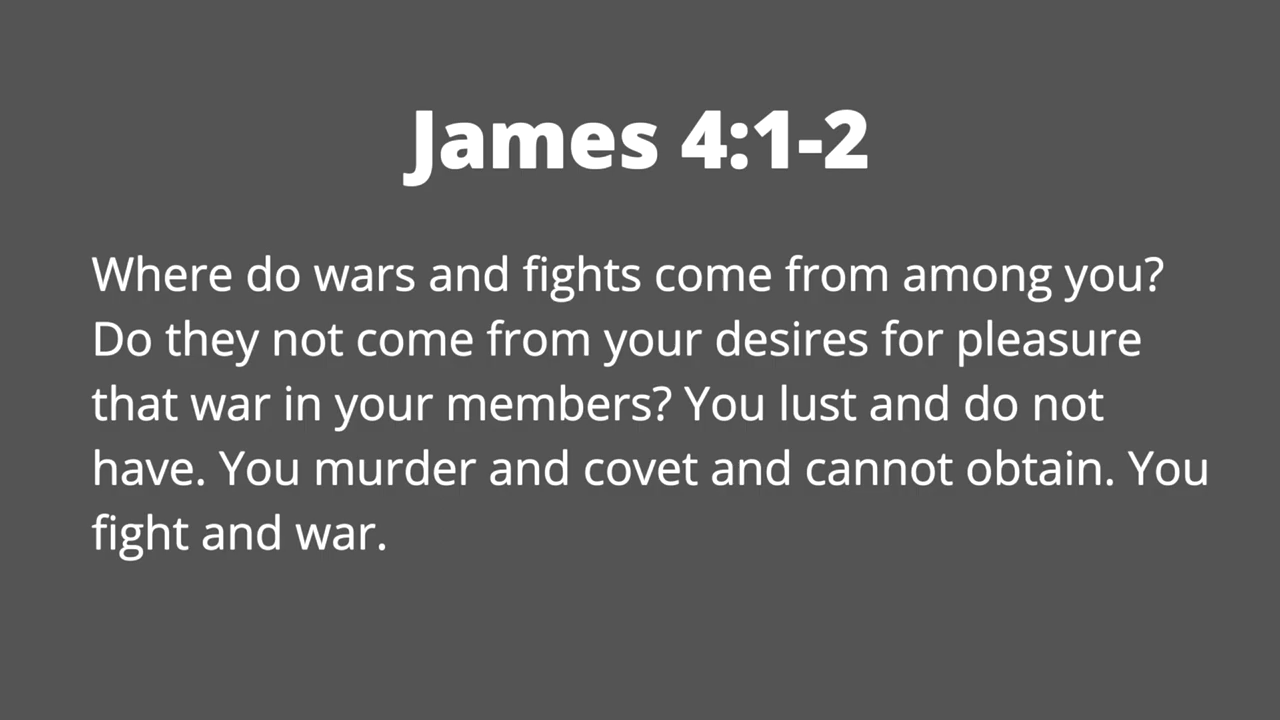 James 4:1-2
Where do wars and fights come from among you?
Do they not come from your desires for pleasure
that war in your members? You lust and do not
have. You murder and covet and cannot obtain. You
fight and war.